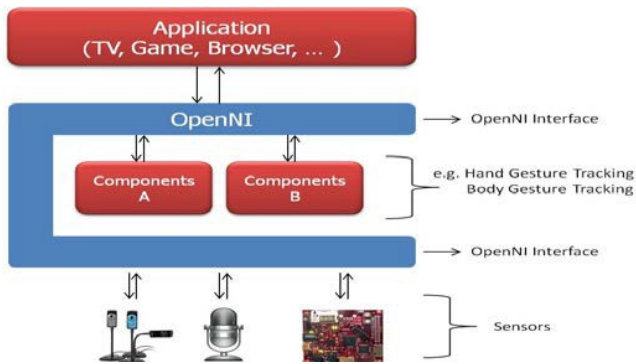 Application
(TV, Game, Browser, ... )
OpenNI
OpenNI Interface
Components
A
Components
B
e.g. Hand Gesture Tracking
Body Gesture Tracking
OpenNI Interface
Sensors